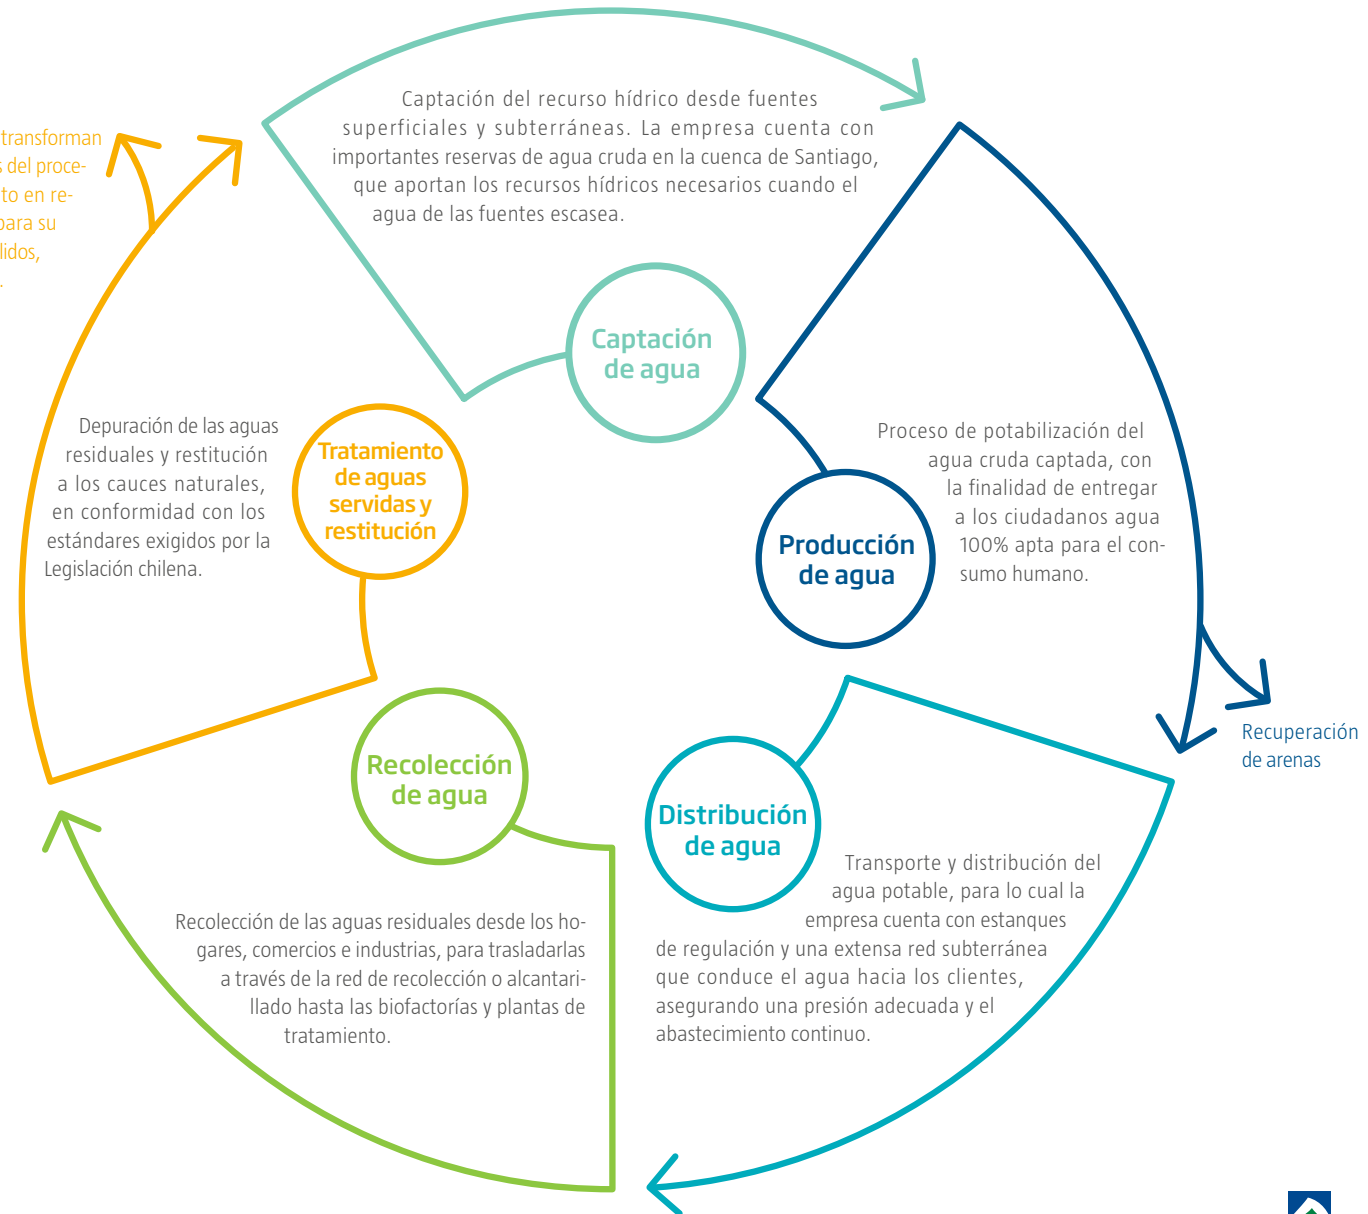 Captación del recurso hídrico desde fuentes
superficiales y subterráneas. La empresa cuenta con
importantes reservas de agua cruda en la cuenca de Santiago,
que aportan los recursos hídricos necesarios cuando el
agua de las fuentes escasea.
Captación
de agua
transforman
del proce-
to en re-
para su
lidos,
.
Depuración de las aguas
residuales y restitución
a los cauces naturales,
en conformidad con los
estándares exigidos por la
Legislación chilena.
Tratamiento
de aguas
servidas y
restitución
Proceso de potabilización del
agua cruda captada, con
la finalidad de entregar
a los ciudadanos agua
100% apta para el con-
sumo humano.
Producción
de agua
Recuperación
de arenas
Recolección
de agua
Recolección de las aguas residuales desde los ho-
gares, comercios e industrias, para trasladarlas
a través de la red de recolección o alcantari-
llado hasta las biofactorías y plantas de
tratamiento.
Distribución
de agua
Transporte y distribución del
agua potable, para lo cual la
empresa cuenta con estanques
de regulación y una extensa red subterránea
que conduce el agua hacia los clientes,
asegurando una presión adecuada y el
abastecimiento continuo.